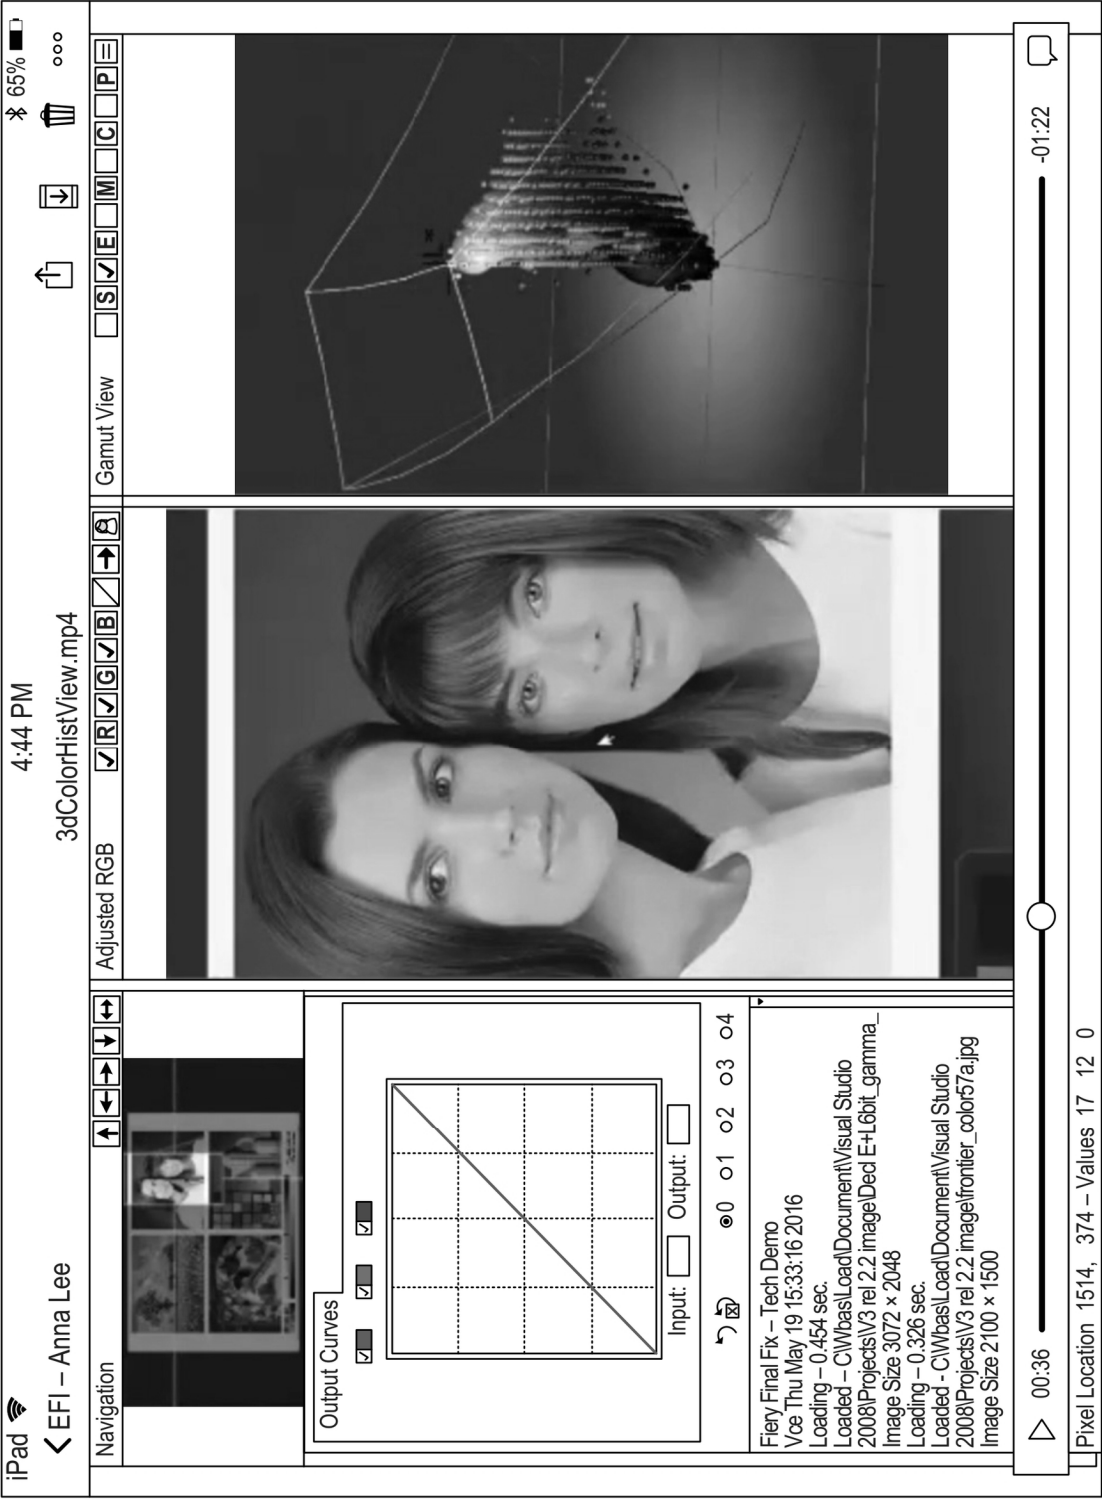 iPad 4:44 PM 65%
EFI – Anna Lee 3dColorHistView.mp4
Navigation
Adjusted RGB R G B
Gamut View S E M C P
Output Curves
Input: Output:
0 1 2 3 4
Fiery Final Fix – Tech Demo
Vce Thu May 19 15:33:16 2016
Loading – 0.454 sec.
Loaded – C\Wbas\Load\Document\Visual Studio
2008\Projects\V3 rel 2.2 image\Ded E+L6bit_gamma_
Image Size 3072 × 2048
Loading – 0.326 sec.
Loaded - C\Wbas\Load\Document\Visual Studio
2008\Projects\V3 rel 2.2 image\frontier_color57a.jpg
Image Size 2100 × 1500
00:36 -01:22
Pixel Location 1514, 374 – Values 17 12 0